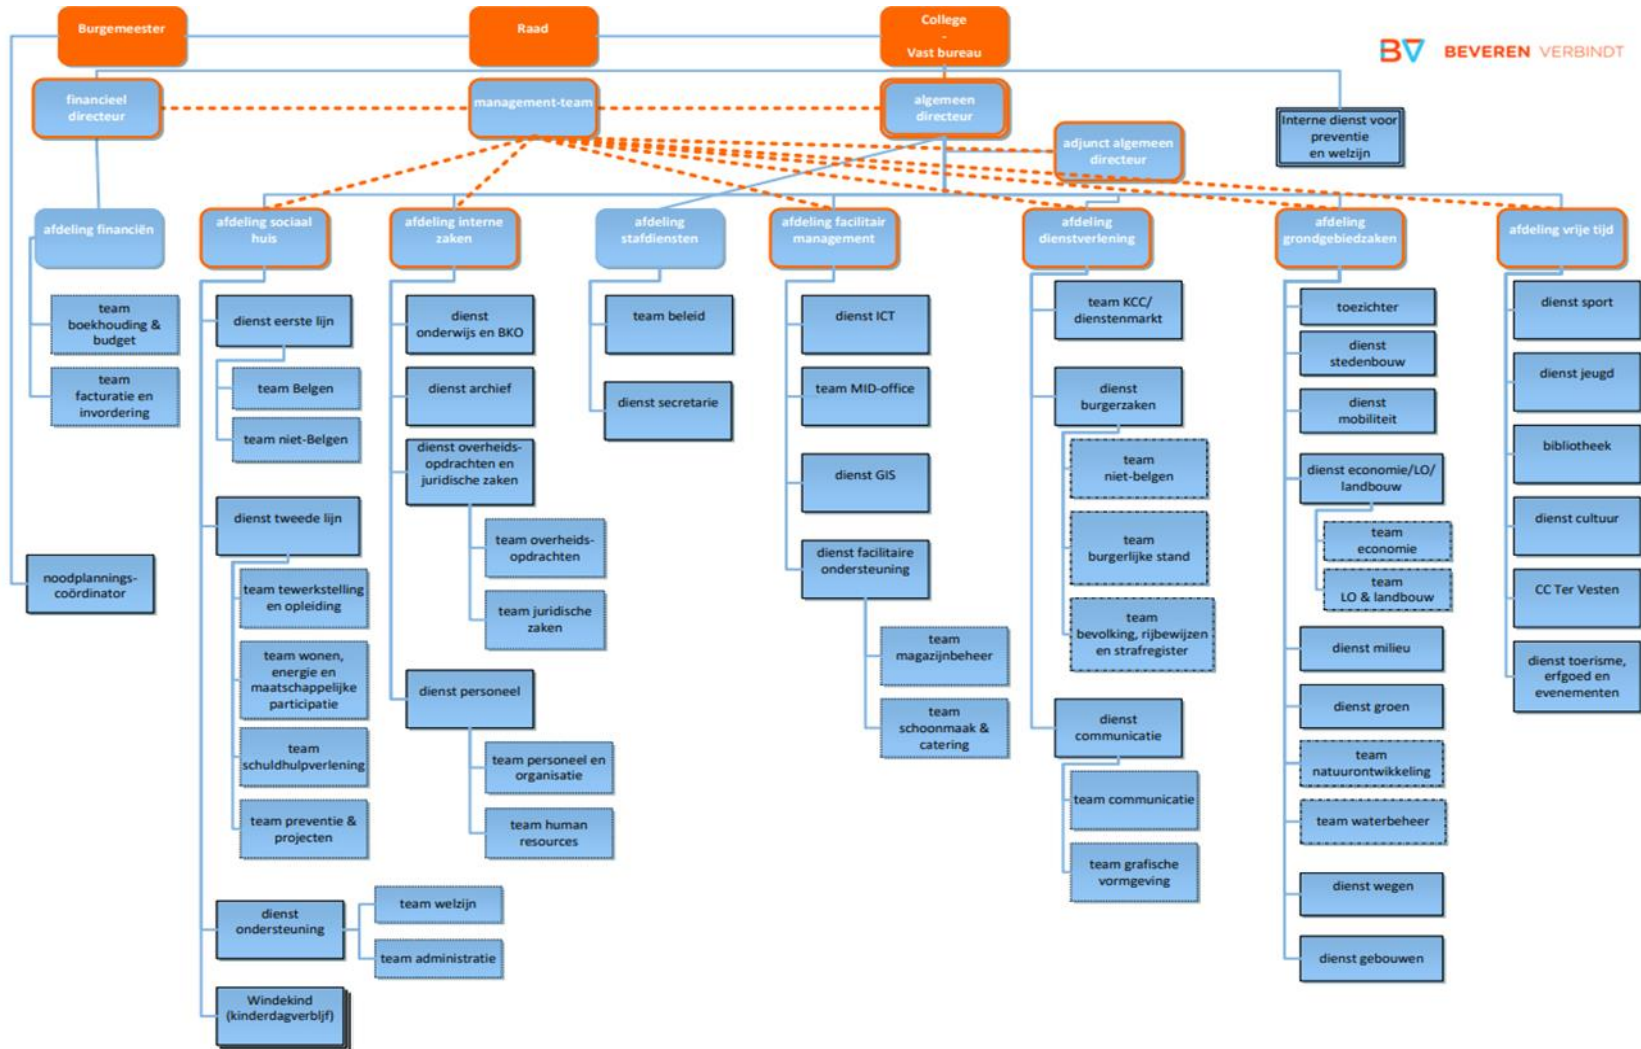 Burgemeester
Raad
College
-
Vast bureau
BV BEVEREN VERBINDT
financieel
directeur
management-team
algemeen
directeur
adjunct algemeen
directeur
Interne dienst voor
preventie
en welzijn
afdeling financiën
team
boekhouding &
budget
team
facturatie en
invordering
noodplannings-
coördinator
afdeling sociaal
huis
dienst eerste lijn
team Belgen
team niet-Belgen
dienst tweede lijn
team tewerkstelling
en opleiding
team wonen,
energie en
maatschappelijke
participatie
team
schuldhulpverlening
team preventie &
projecten
dienst
ondersteuning
team welzijn
team administratie
Windekind
(kinderdagverblijf)
afdeling interne
zaken
dienst
onderwijs en BKO
dienst archief
dienst overheids-
opdrachten en
juridische zaken
team overheids-
opdrachten
team juridische
zaken
dienst personeel
team personeel en
organisatie
team human
resources
afdeling
stafdiensten
team beleid
dienst secretarie
afdeling facilitair
management
dienst ICT
team MID-office
dienst GIS
dienst facilitaire
ondersteuning
team
magazijnbeheer
team
schoonmaak &
catering
afdeling
dienstverlening
team KCC/
dienstenmarkt
dienst
burgerzaken
team
niet-belgen
team
burgerlijke stand
team
bevolking, rijbewijzen
en strafregister
dienst
communicatie
team communicatie
team grafische
vormgeving
afdeling
grondgebiedzaken
toezichter
dienst
stedenbouw
dienst
mobiliteit
dienst economie/LO/
landbouw
team
economie
team
LO & landbouw
dienst milieu
dienst groen
team
natuurontwikkeling
team waterbeheer
dienst wegen
dienst gebouwen
afdeling vrije tijd
dienst sport
dienst jeugd
bibliotheek
dienst cultuur
CC Ter Vesten
dienst toerisme,
erfgoed en
evenementen